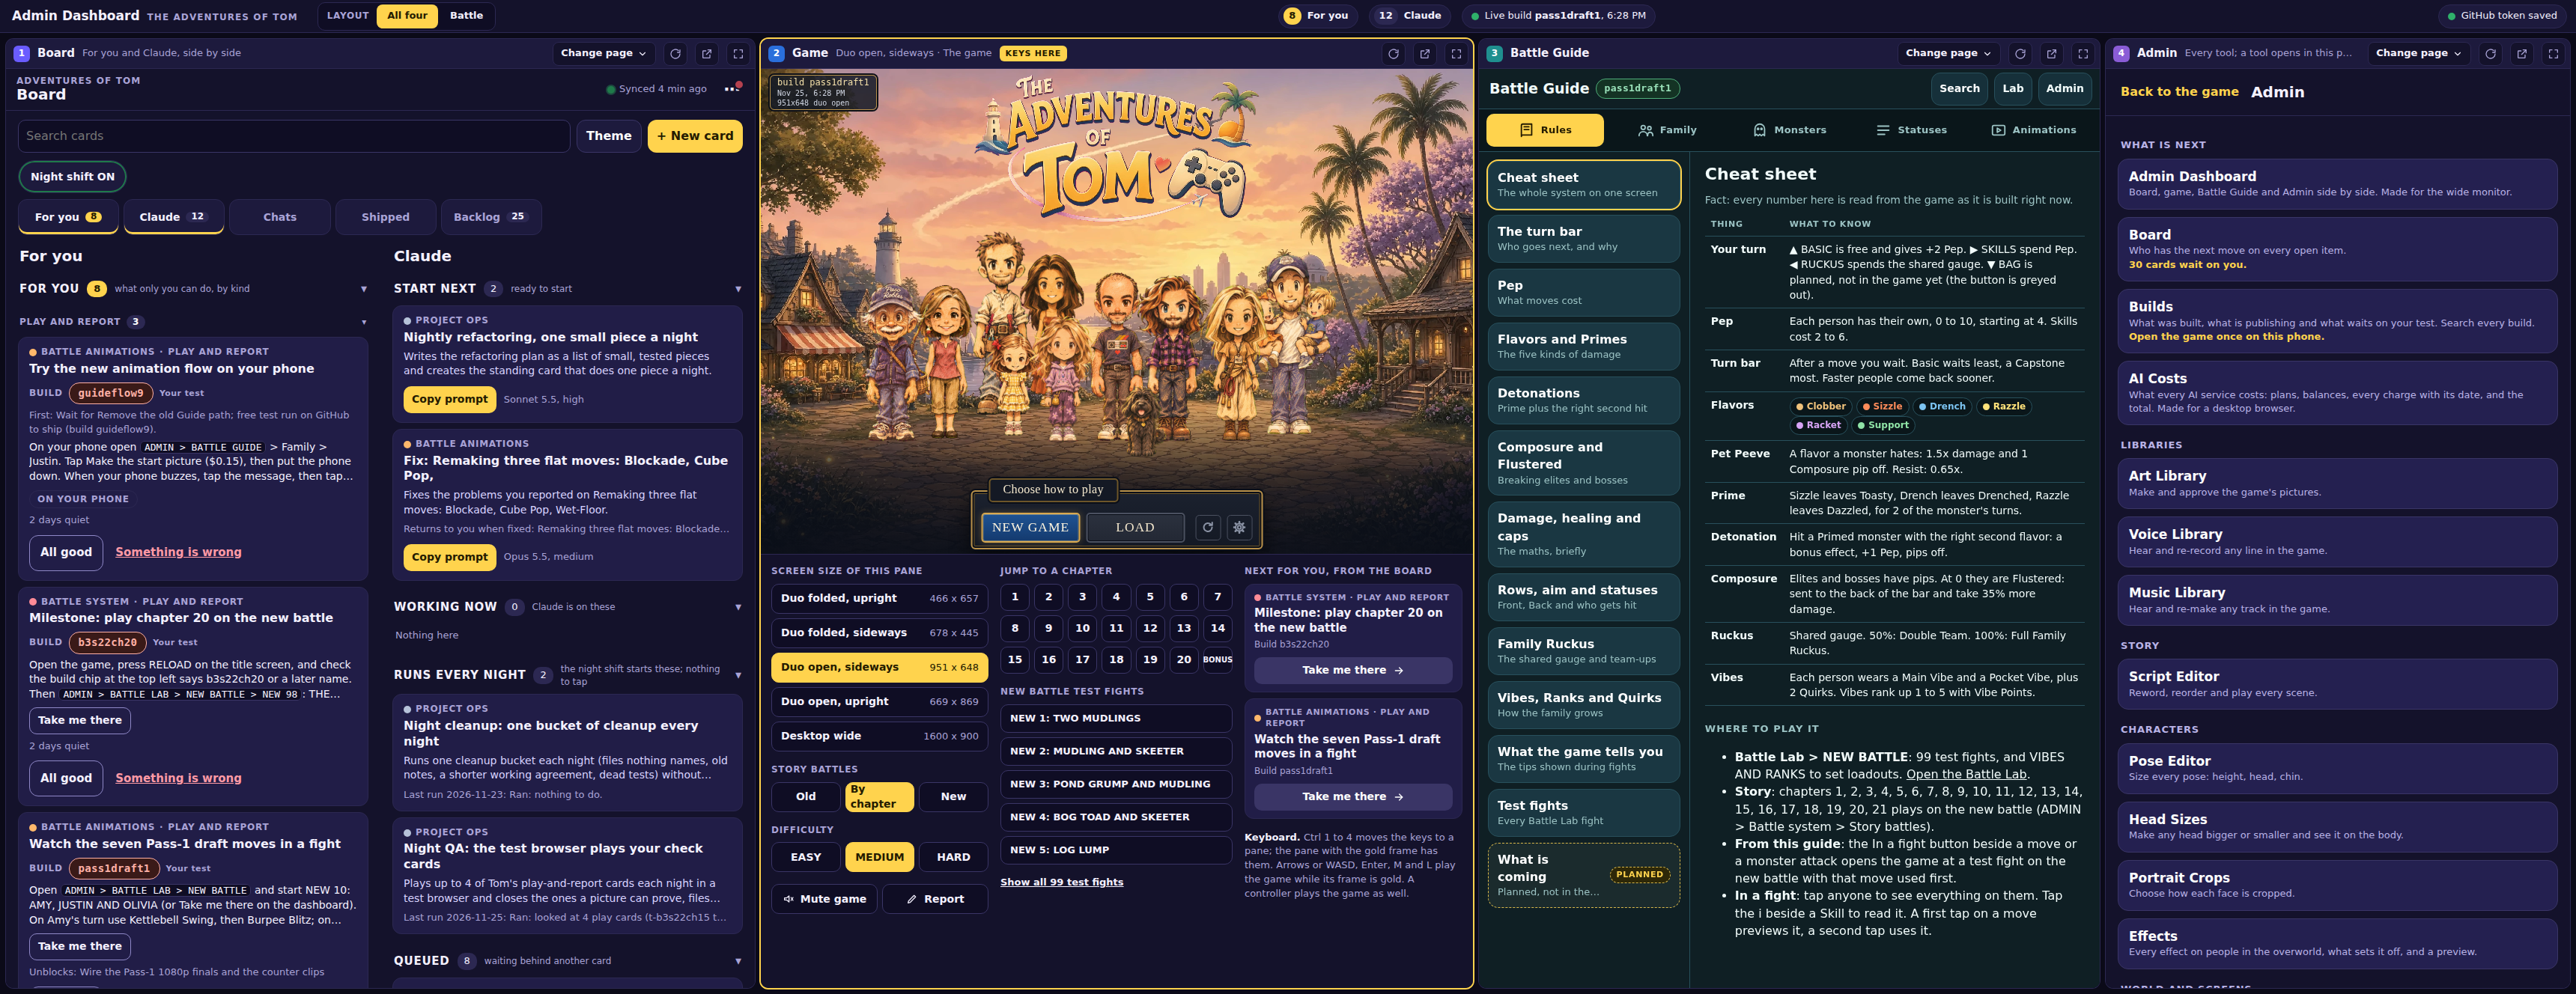 Admin Dashboard THE ADVENTURES OF TOM LAYOUT All four Battle 8 For you 12 Claude Live build pass1draft1, 6:28 PM GitHub token saved
1 Board For you and Claude, side by side Change page
ADVENTURES OF TOM
Board
Synced 4 min ago
Search cards
Theme
+ New card
Night shift ON
For you 8 Claude 12 Chats Shipped Backlog 25
For you
FOR YOU 8 what only you can do, by kind
PLAY AND REPORT 3
BATTLE ANIMATIONS · PLAY AND REPORT
Try the new animation flow on your phone
BUILD guideflow9 Your test
First: Wait for Remove the old Guide path; free test run on GitHub
to ship (build guideflow9).
On your phone open ADMIN > BATTLE GUIDE > Family >
Justin. Tap Make the start picture ($0.15), then put the phone
down. When your phone buzzes, tap the message, then tap...
ON YOUR PHONE
2 days quiet
All good Something is wrong
BATTLE SYSTEM · PLAY AND REPORT
Milestone: play chapter 20 on the new battle
BUILD b3s22ch20 Your test
Open the game, press RELOAD on the title screen, and check
the build chip at the top left says b3s22ch20 or a later name.
Then ADMIN > BATTLE LAB > NEW BATTLE > NEW 98 : THE...
Take me there
2 days quiet
All good Something is wrong
BATTLE ANIMATIONS · PLAY AND REPORT
Watch the seven Pass-1 draft moves in a fight
BUILD pass1draft1 Your test
Open ADMIN > BATTLE LAB > NEW BATTLE and start NEW 10:
AMY, JUSTIN AND OLIVIA (or Take me there on the dashboard).
On Amy's turn use Kettlebell Swing, then Burpee Blitz; on...
Take me there
Unblocks: Wire the Pass-1 1080p finals and the counter clips
Claude
START NEXT 2 ready to start
PROJECT OPS
Nightly refactoring, one small piece a night
Writes the refactoring plan as a list of small, tested pieces
and creates the standing card that does one piece a night.
Copy prompt Sonnet 5.5, high
BATTLE ANIMATIONS
Fix: Remaking three flat moves: Blockade, Cube
Pop,
Fixes the problems you reported on Remaking three flat
moves: Blockade, Cube Pop, Wet-Floor.
Returns to you when fixed: Remaking three flat moves: Blockade...
Copy prompt Opus 5.5, medium
WORKING NOW 0 Claude is on these
Nothing here
RUNS EVERY NIGHT 2 the night shift starts these; nothing
to tap
PROJECT OPS
Night cleanup: one bucket of cleanup every
night
Runs one cleanup bucket each night (files nothing names, old
notes, a shorter working agreement, dead tests) without...
Last run 2026-11-23: Ran: nothing to do.
PROJECT OPS
Night QA: the test browser plays your check
cards
Plays up to 4 of Tom's play-and-report cards each night in a
test browser and closes the ones a picture can prove, files...
Last run 2026-11-25: Ran: looked at 4 play cards (t-b3s22ch15 t...
QUEUED 8 waiting behind another card
2 Game Duo open, sideways · The game KEYS HERE
build pass1draft1
Nov 25, 6:28 PM
951x648 duo open
THE
ADVENTURES
OF
TOM
Choose how to play
NEW GAME LOAD
SCREEN SIZE OF THIS PANE
Duo folded, upright 466 x 657
Duo folded, sideways 678 x 445
Duo open, sideways 951 x 648
Duo open, upright 669 x 869
Desktop wide 1600 x 900
STORY BATTLES
Old By chapter New
DIFFICULTY
EASY MEDIUM HARD
Mute game Report
JUMP TO A CHAPTER
1 2 3 4 5 6 7
8 9 10 11 12 13 14
15 16 17 18 19 20 BONUS
NEW BATTLE TEST FIGHTS
NEW 1: TWO MUDLINGS
NEW 2: MUDLING AND SKEETER
NEW 3: POND GRUMP AND MUDLING
NEW 4: BOG TOAD AND SKEETER
NEW 5: LOG LUMP
Show all 99 test fights
NEXT FOR YOU, FROM THE BOARD
BATTLE SYSTEM · PLAY AND REPORT
Milestone: play chapter 20 on
the new battle
Build b3s22ch20
Take me there
BATTLE ANIMATIONS · PLAY AND
REPORT
Watch the seven Pass-1 draft
moves in a fight
Build pass1draft1
Take me there
Keyboard. Ctrl 1 to 4 moves the keys to a
pane; the pane with the gold frame has
them. Arrows or WASD, Enter, M and L play
the game while its frame is gold. A
controller plays the game as well.
3 Battle Guide Change page
Battle Guide pass1draft1 Search Lab Admin
Rules Family Monsters Statuses Animations
Cheat sheet
The whole system on one screen
The turn bar
Who goes next, and why
Pep
What moves cost
Flavors and Primes
The five kinds of damage
Detonations
Prime plus the right second hit
Composure and
Flustered
Breaking elites and bosses
Damage, healing and
caps
The maths, briefly
Rows, aim and statuses
Front, Back and who gets hit
Family Ruckus
The shared gauge and team-ups
Vibes, Ranks and Quirks
How the family grows
What the game tells you
The tips shown during fights
Test fights
Every Battle Lab fight
What is
coming
Planned, not in the...
PLANNED
Cheat sheet
Fact: every number here is read from the game as it is built right now.
THING WHAT TO KNOW
Your turn ▲ BASIC is free and gives +2 Pep. ▶ SKILLS spend Pep.
◀ RUCKUS spends the shared gauge. ▼ BAG is
planned, not in the game yet (the button is greyed
out).
Pep Each person has their own, 0 to 10, starting at 4. Skills
cost 2 to 6.
Turn bar After a move you wait. Basic waits least, a Capstone
most. Faster people come back sooner.
Flavors Clobber Sizzle Drench Razzle
Racket Support
Pet Peeve A flavor a monster hates: 1.5x damage and 1
Composure pip off. Resist: 0.65x.
Prime Sizzle leaves Toasty, Drench leaves Drenched, Razzle
leaves Dazzled, for 2 of the monster's turns.
Detonation Hit a Primed monster with the right second flavor: a
bonus effect, +1 Pep, pips off.
Composure Elites and bosses have pips. At 0 they are Flustered:
sent to the back of the bar and take 35% more
damage.
Ruckus Shared gauge. 50%: Double Team. 100%: Full Family
Ruckus.
Vibes Each person wears a Main Vibe and a Pocket Vibe, plus
2 Quirks. Vibes rank up 1 to 5 with Vibe Points.
WHERE TO PLAY IT
• Battle Lab > NEW BATTLE: 99 test fights, and VIBES
AND RANKS to set loadouts. Open the Battle Lab.
• Story: chapters 1, 2, 3, 4, 5, 6, 7, 8, 9, 10, 11, 12, 13, 14,
15, 16, 17, 18, 19, 20, 21 plays on the new battle (ADMIN
> Battle system > Story battles).
• From this guide: the In a fight button beside a move or
a monster attack opens the game at a test fight on the
new battle with that move used first.
• In a fight: tap anyone to see everything on them. Tap
the i beside a Skill to read it. A first tap on a move
previews it, a second tap uses it.
4 Admin Every tool; a tool opens in this p... Change page
Back to the game Admin
WHAT IS NEXT
Admin Dashboard
Board, game, Battle Guide and Admin side by side. Made for the wide monitor.
Board
Who has the next move on every open item.
30 cards wait on you.
Builds
What was built, what is publishing and what waits on your test. Search every build.
Open the game once on this phone.
AI Costs
What every AI service costs: plans, balances, every charge with its date, and the
total. Made for a desktop browser.
LIBRARIES
Art Library
Make and approve the game's pictures.
Voice Library
Hear and re-record any line in the game.
Music Library
Hear and re-make any track in the game.
STORY
Script Editor
Reword, reorder and play every scene.
CHARACTERS
Pose Editor
Size every pose: height, head, chin.
Head Sizes
Make any head bigger or smaller and see it on the body.
Portrait Crops
Choose how each face is cropped.
Effects
Every effect on people in the overworld, what sets it off, and a preview.